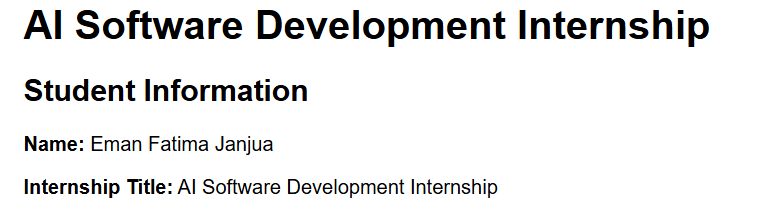 AI Software Development Internship
Student Information
Name: Eman Fatima Janjua
Internship Title: AI Software Development Internship